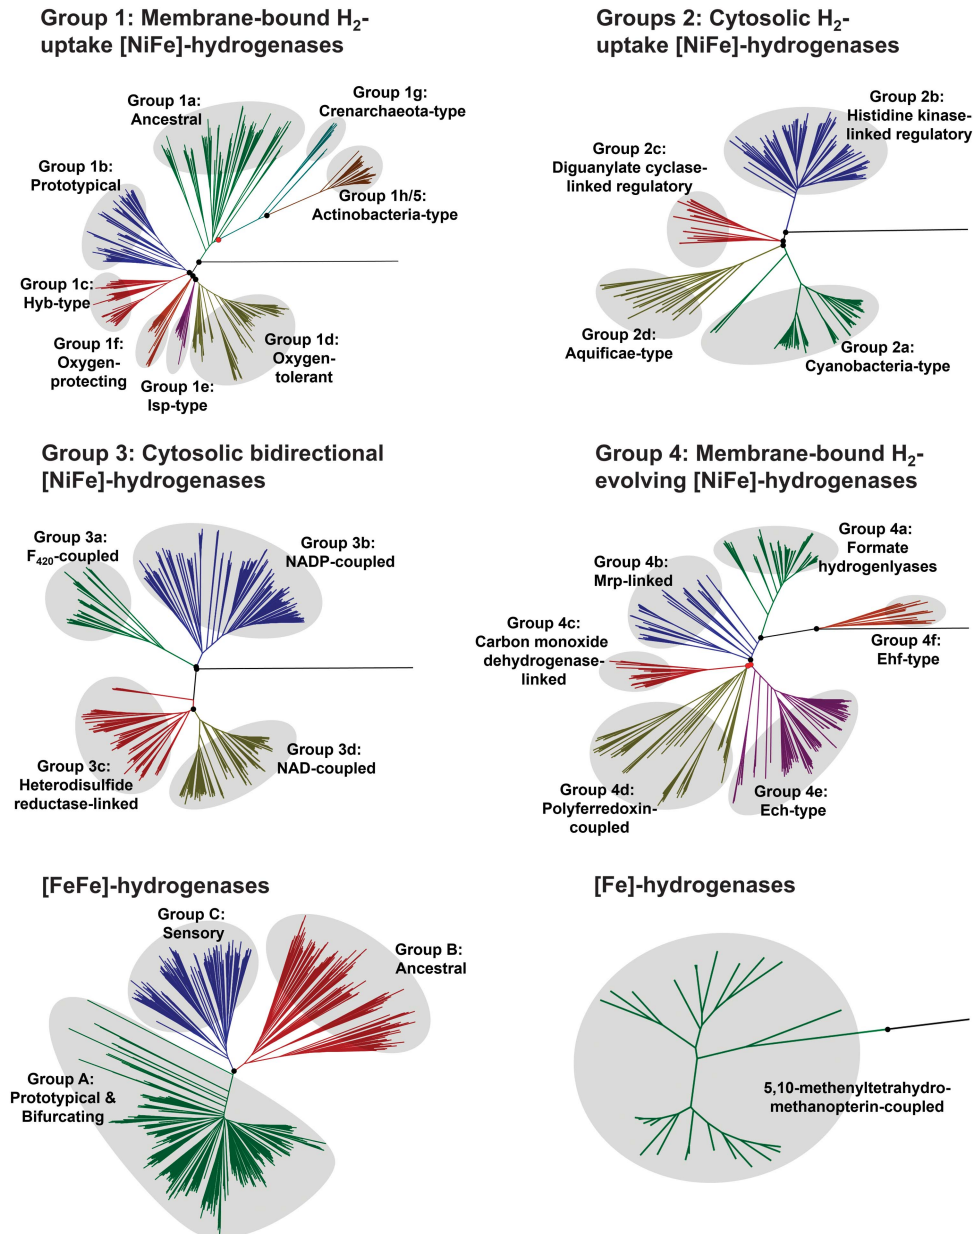 Group 1: Membrane-bound H₂-
uptake [NiFe]-hydrogenases
Group 1a:
Ancestral
Group 1g:
Crenarchaeota-type
Group 1b:
Prototypical
Group 1h/5:
Actinobacteria-type
Group 1c:
Hyb-type
Group 1f:
Oxygen-
protecting
Group 1e:
Isp-type
Group 1d:
Oxygen-
tolerant
Groups 2: Cytosolic H₂-
uptake [NiFe]-hydrogenases
Group 2b:
Histidine kinase-
linked regulatory
Group 2c:
Diguanylate cyclase-
linked regulatory
Group 2d:
Aquificae-type
Group 2a:
Cyanobacteria-type
Group 3: Cytosolic bidirectional
[NiFe]-hydrogenases
Group 3a:
F₄₂₀-coupled
Group 3b:
NADP-coupled
Group 3c:
Heterodisulfide
reductase-linked
Group 3d:
NAD-coupled
Group 4: Membrane-bound H₂-
evolving [NiFe]-hydrogenases
Group 4a:
Formate
hydrogenlyases
Group 4b:
Mrp-linked
Group 4c:
Carbon monoxide
dehydrogenase-
linked
Group 4f:
Ehf-type
Group 4d:
Polyferredoxin-
coupled
Group 4e:
Ech-type
[FeFe]-hydrogenases
Group C:
Sensory
Group B:
Ancestral
Group A:
Prototypical &
Bifurcating
[Fe]-hydrogenases
5,10-methenyltetrahydro-
methanopterin-coupled